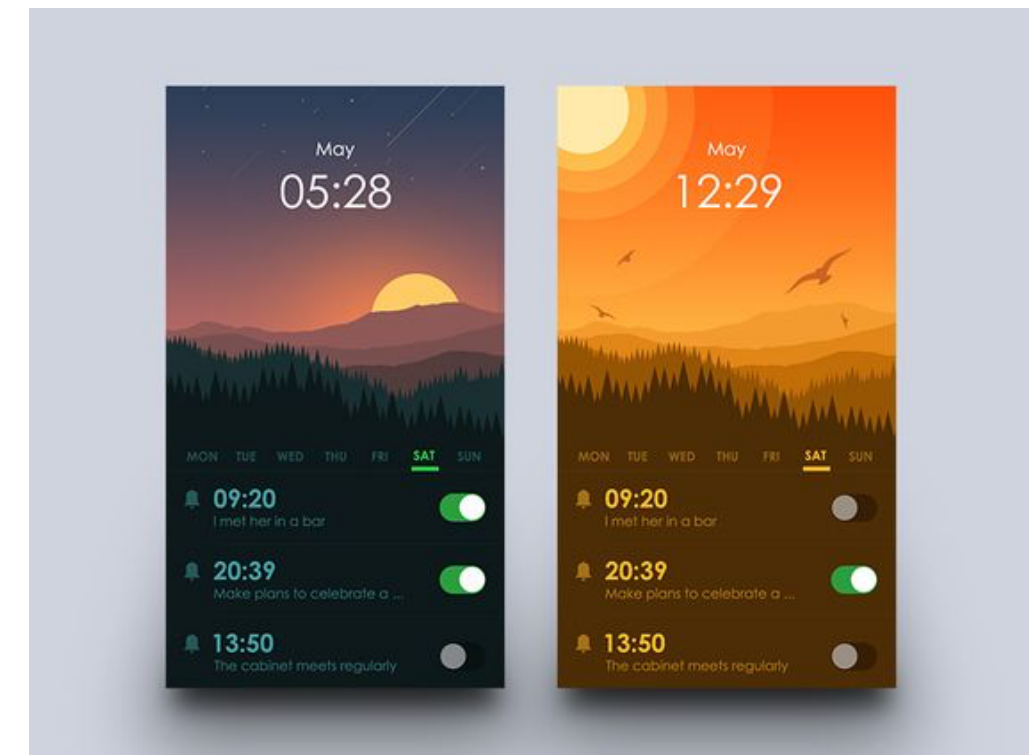 May
05:28
MON TUE WED THU FRI SAT SUN
09:20
I met her in a bar
20:39
Make plans to celebrate a ...
13:50
The cabinet meets regularly
May
12:29
MON TUE WED THU FRI SAT SUN
09:20
I met her in a bar
20:39
Make plans to celebrate a ...
13:50
The cabinet meets regularly